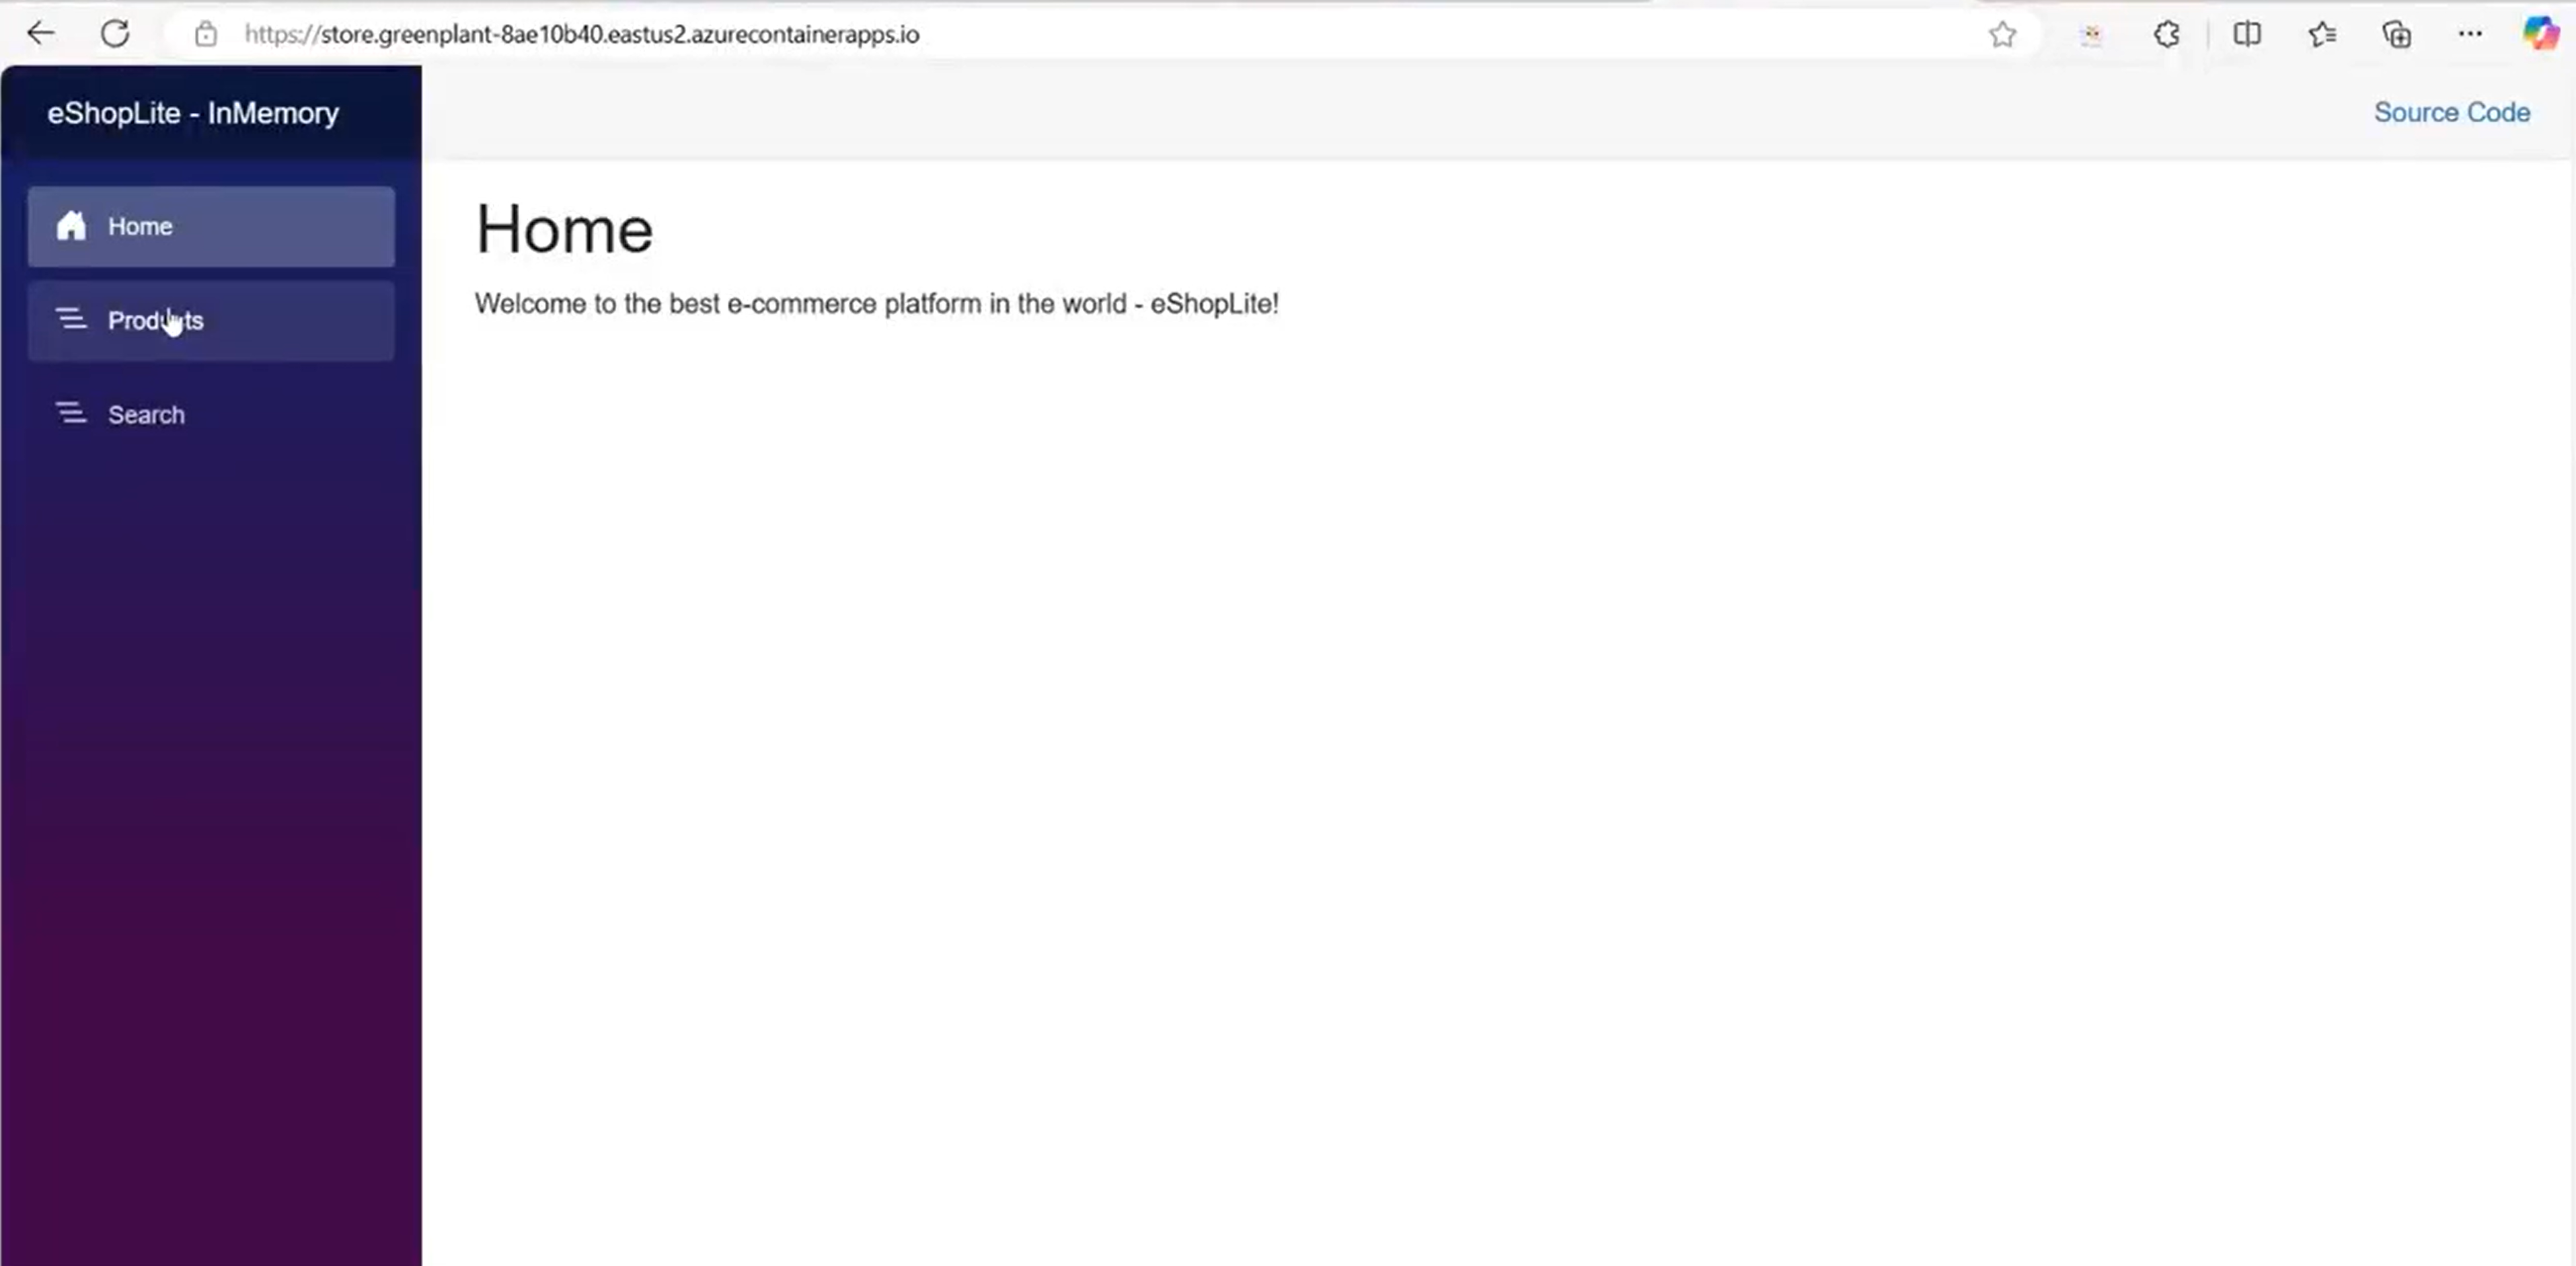 https://store.greenplant-8ae10b40.eastus2.azurecontainerapps.io
eShopLite - InMemory
Source Code
Home
Products
Search
Home
Welcome to the best e-commerce platform in the world - eShopLite!